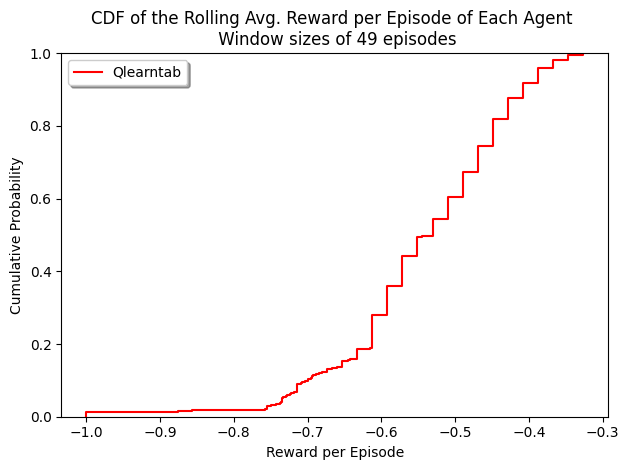 CDF of the Rolling Avg. Reward per Episode of Each Agent
Window sizes of 49 episodes
Qlearntab
Cumulative Probability
1.0
0.8
0.6
0.4
0.2
0.0
−1.0 −0.9 −0.8 −0.7 −0.6 −0.5 −0.4 −0.3
Reward per Episode